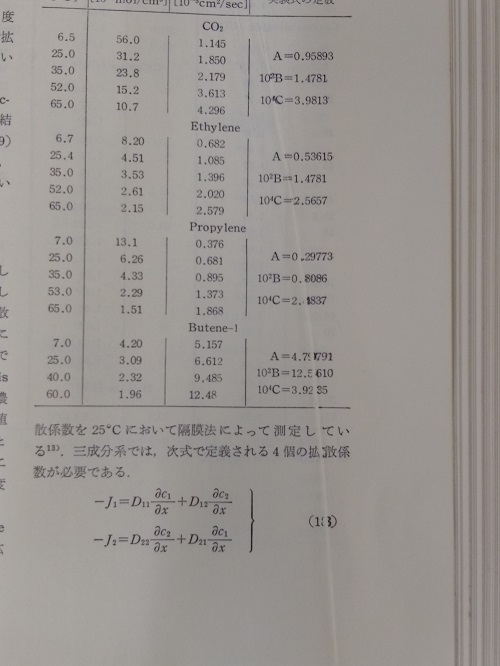 CO₂
6.5 56.0 1.145
25.0 31.2 1.850 A=0.95893
35.0 23.8 2.179 10²B=1.4781
52.0 15.2 3.613 10⁴C=3.9813
65.0 10.7 4.296
Ethylene
6.7 8.20 0.682
25.4 4.51 1.085 A=0.53615
35.0 3.53 1.396 10²B=1.4781
52.0 2.61 2.020 10⁴C=2.5657
65.0 2.15 2.579
Propylene
7.0 13.1 0.376
25.0 6.26 0.681 A=0.29773
35.0 4.33 0.895 10²B=0.8086
53.0 2.29 1.373 10⁴C=2.1837
65.0 1.51 1.868
Butene-1
7.0 4.20 5.157
25.0 3.09 6.612
40.0 2.32 9.485 10²B=12.5610
60.0 1.96 12.48 10⁴C=3.9235
散係数を 25°C において隔膜法によって測定してい
る¹³⁾．三成分系では，次式で定義される 4 個の拡散係
数が必要である．
−J₁=D₁₁∂c₁/∂x+D₁₂∂c₂/∂x
−J₂=D₂₂∂c₂/∂x+D₂₁∂c₁/∂x